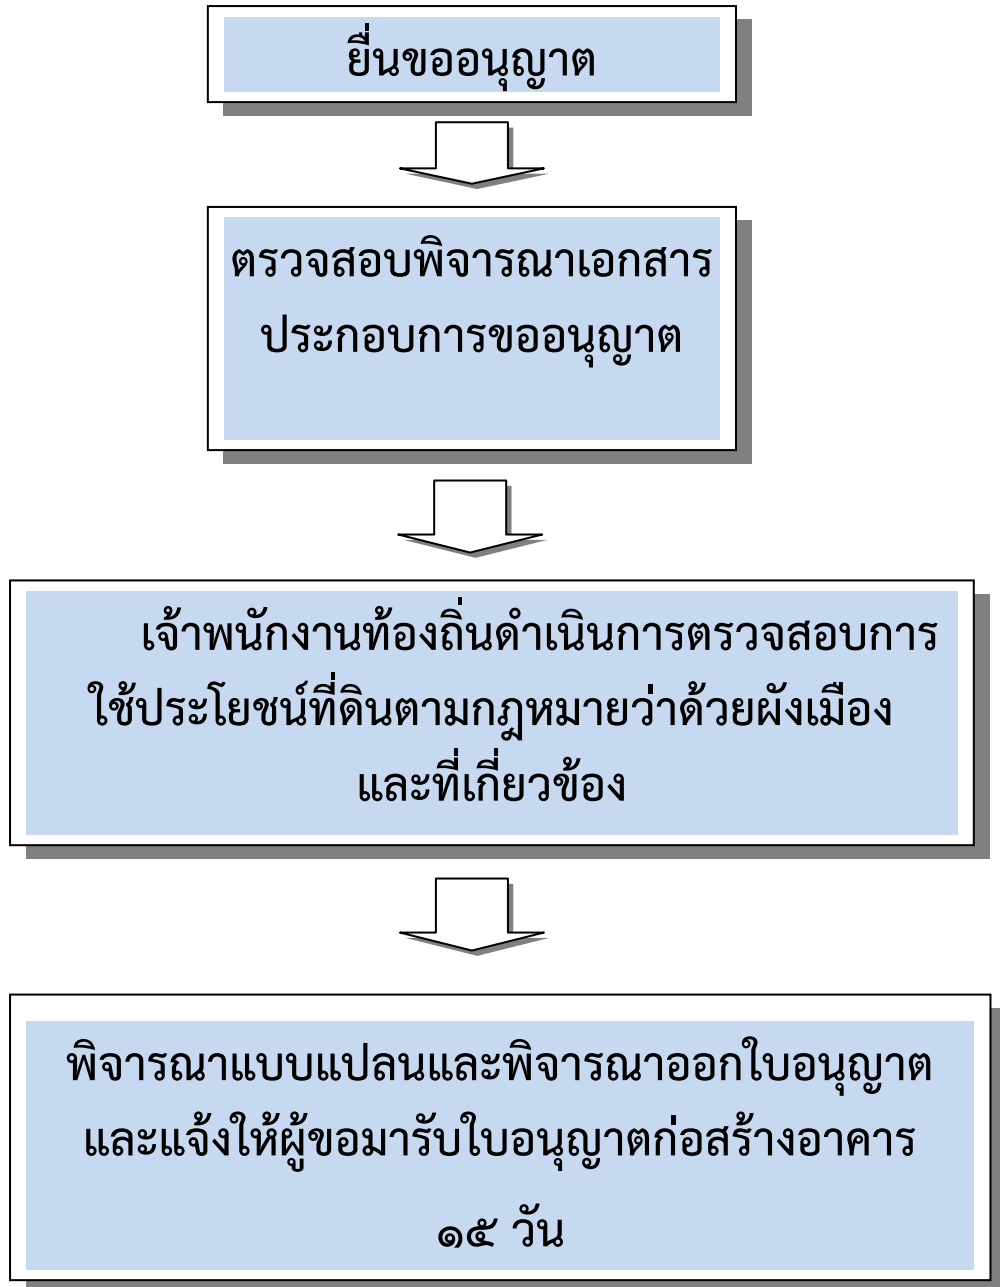 ยื่นขออนุญาต
ตรวจสอบพิจารณาเอกสาร
ประกอบการขออนุญาต
เจ้าพนักงานท้องถิ่นดำเนินการตรวจสอบการ
ใช้ประโยชน์ที่ดินตามกฎหมายว่าด้วยผังเมือง
และที่เกี่ยวข้อง
พิจารณาแบบแปลนและพิจารณาออกใบอนุญาต
และแจ้งให้ผู้ขอมารับใบอนุญาตก่อสร้างอาคาร
๑๕ วัน